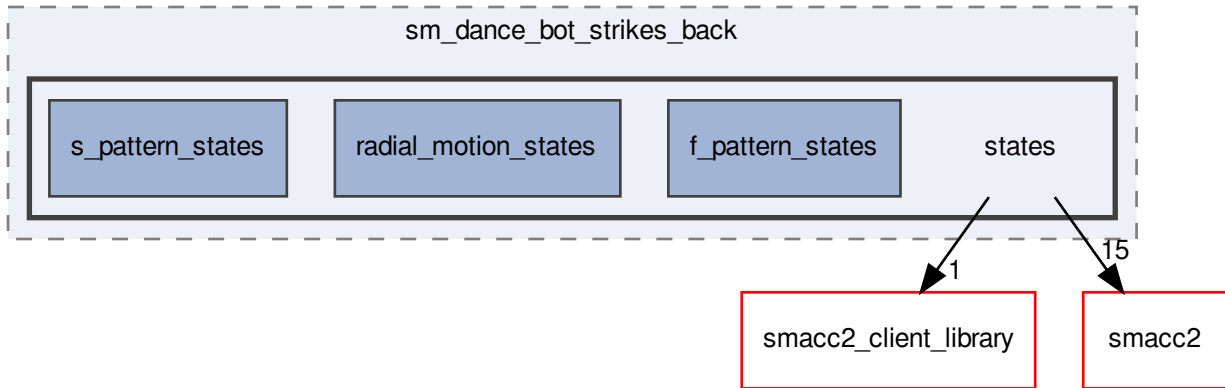 sm_dance_bot_strikes_back
s_pattern_states
radial_motion_states
f_pattern_states
states
1
15
smacc2_client_library
smacc2